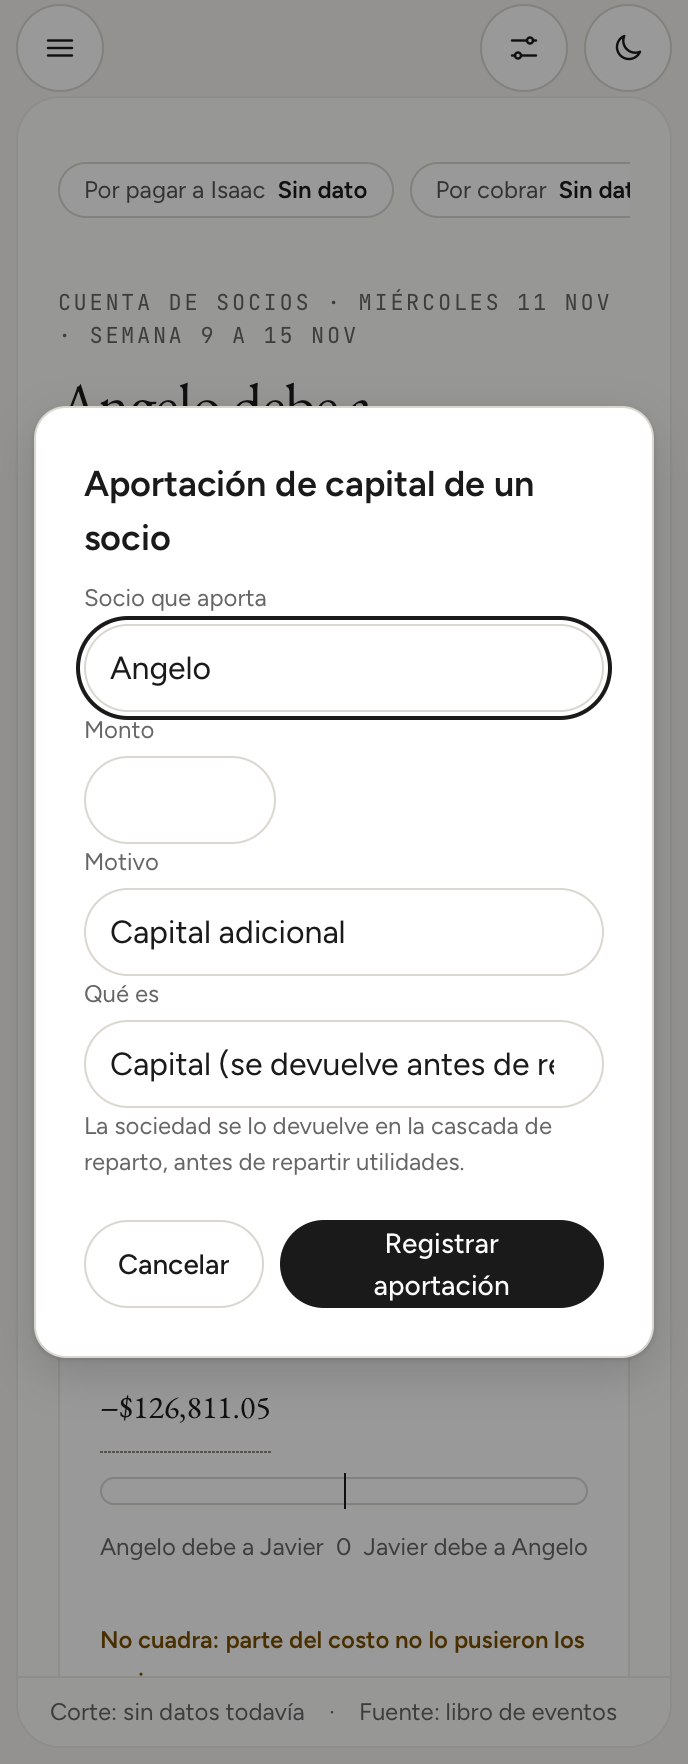 Por pagar a Isaac Sin dato
Por cobrar Sin dat
CUENTA DE SOCIOS · MIÉRCOLES 11 NOV
· SEMANA 9 A 15 NOV
Angelo debe a
Aportación de capital de un
socio
Socio que aporta
Angelo
Monto
Motivo
Capital adicional
Qué es
Capital (se devuelve antes de re
La sociedad se lo devuelve en la cascada de
reparto, antes de repartir utilidades.
Cancelar
Registrar
aportación
−$126,811.05
Angelo debe a Javier 0 Javier debe a Angelo
No cuadra: parte del costo no lo pusieron los
Corte: sin datos todavía · Fuente: libro de eventos